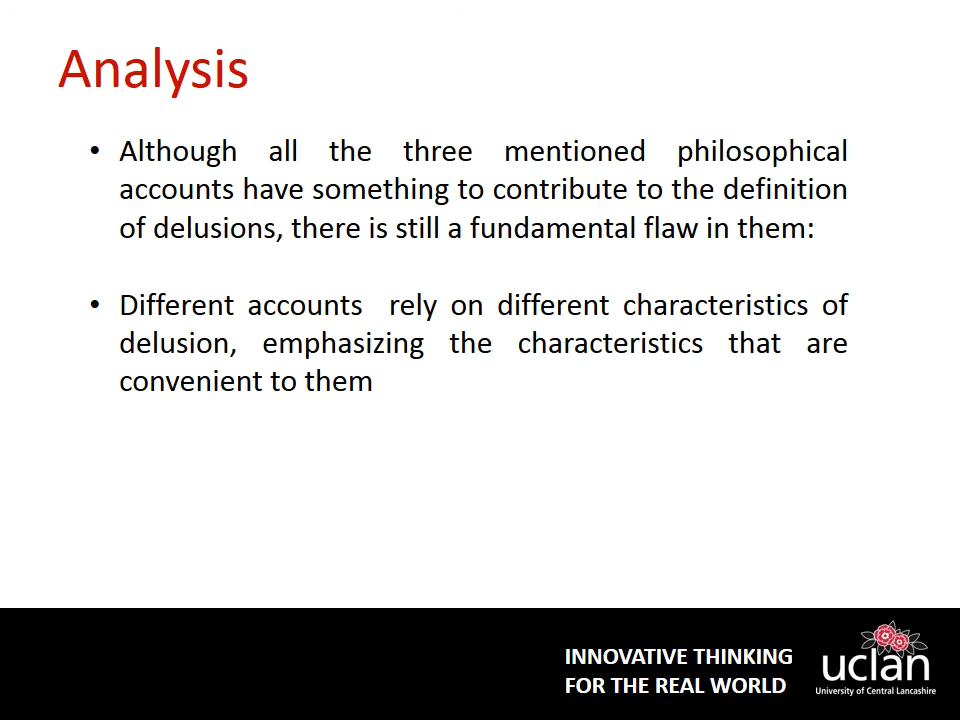 Analysis
• Although all the three mentioned philosophical
accounts have something to contribute to the definition
of delusions, there is still a fundamental flaw in them:
• Different accounts rely on different characteristics of
delusion, emphasizing the characteristics that are
convenient to them
INNOVATIVE THINKING
FOR THE REAL WORLD
uclan
University of Central Lancashire